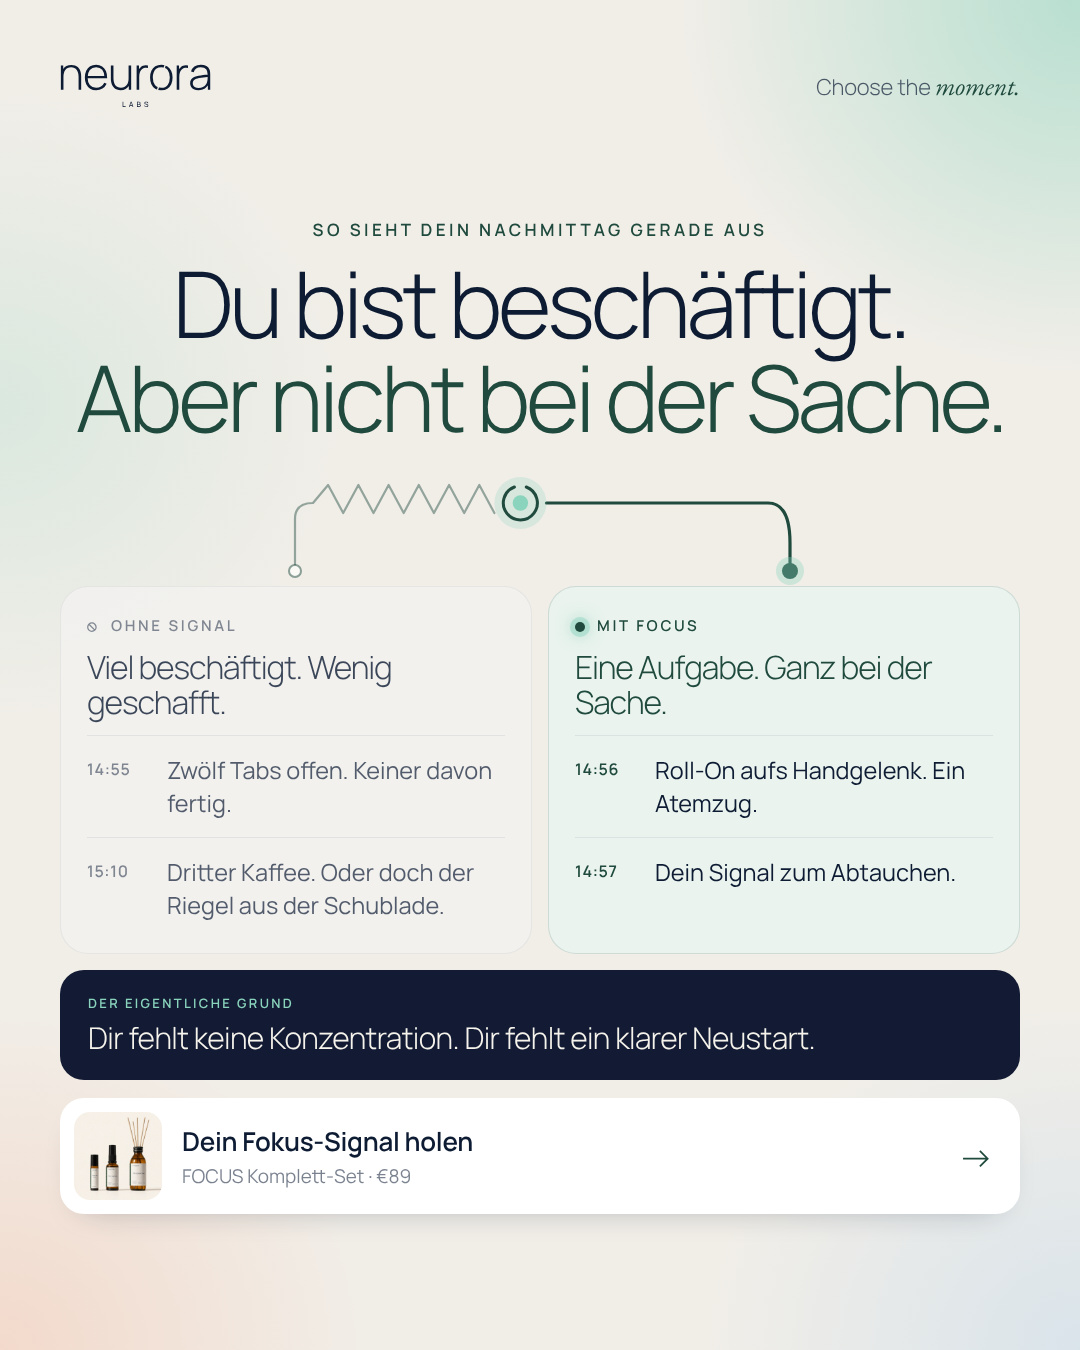 neurora
LABS
Choose the moment.
SO SIEHT DEIN NACHMITTAG GERADE AUS
Du bist beschäftigt.
Aber nicht bei der Sache.
OHNE SIGNAL
Viel beschäftigt. Wenig
geschafft.
14:55 Zwölf Tabs offen. Keiner davon
fertig.
15:10 Dritter Kaffee. Oder doch der
Riegel aus der Schublade.
MIT FOCUS
Eine Aufgabe. Ganz bei der
Sache.
14:56 Roll-On aufs Handgelenk. Ein
Atemzug.
14:57 Dein Signal zum Abtauchen.
DER EIGENTLICHE GRUND
Dir fehlt keine Konzentration. Dir fehlt ein klarer Neustart.
Dein Fokus-Signal holen
FOCUS Komplett-Set · €89